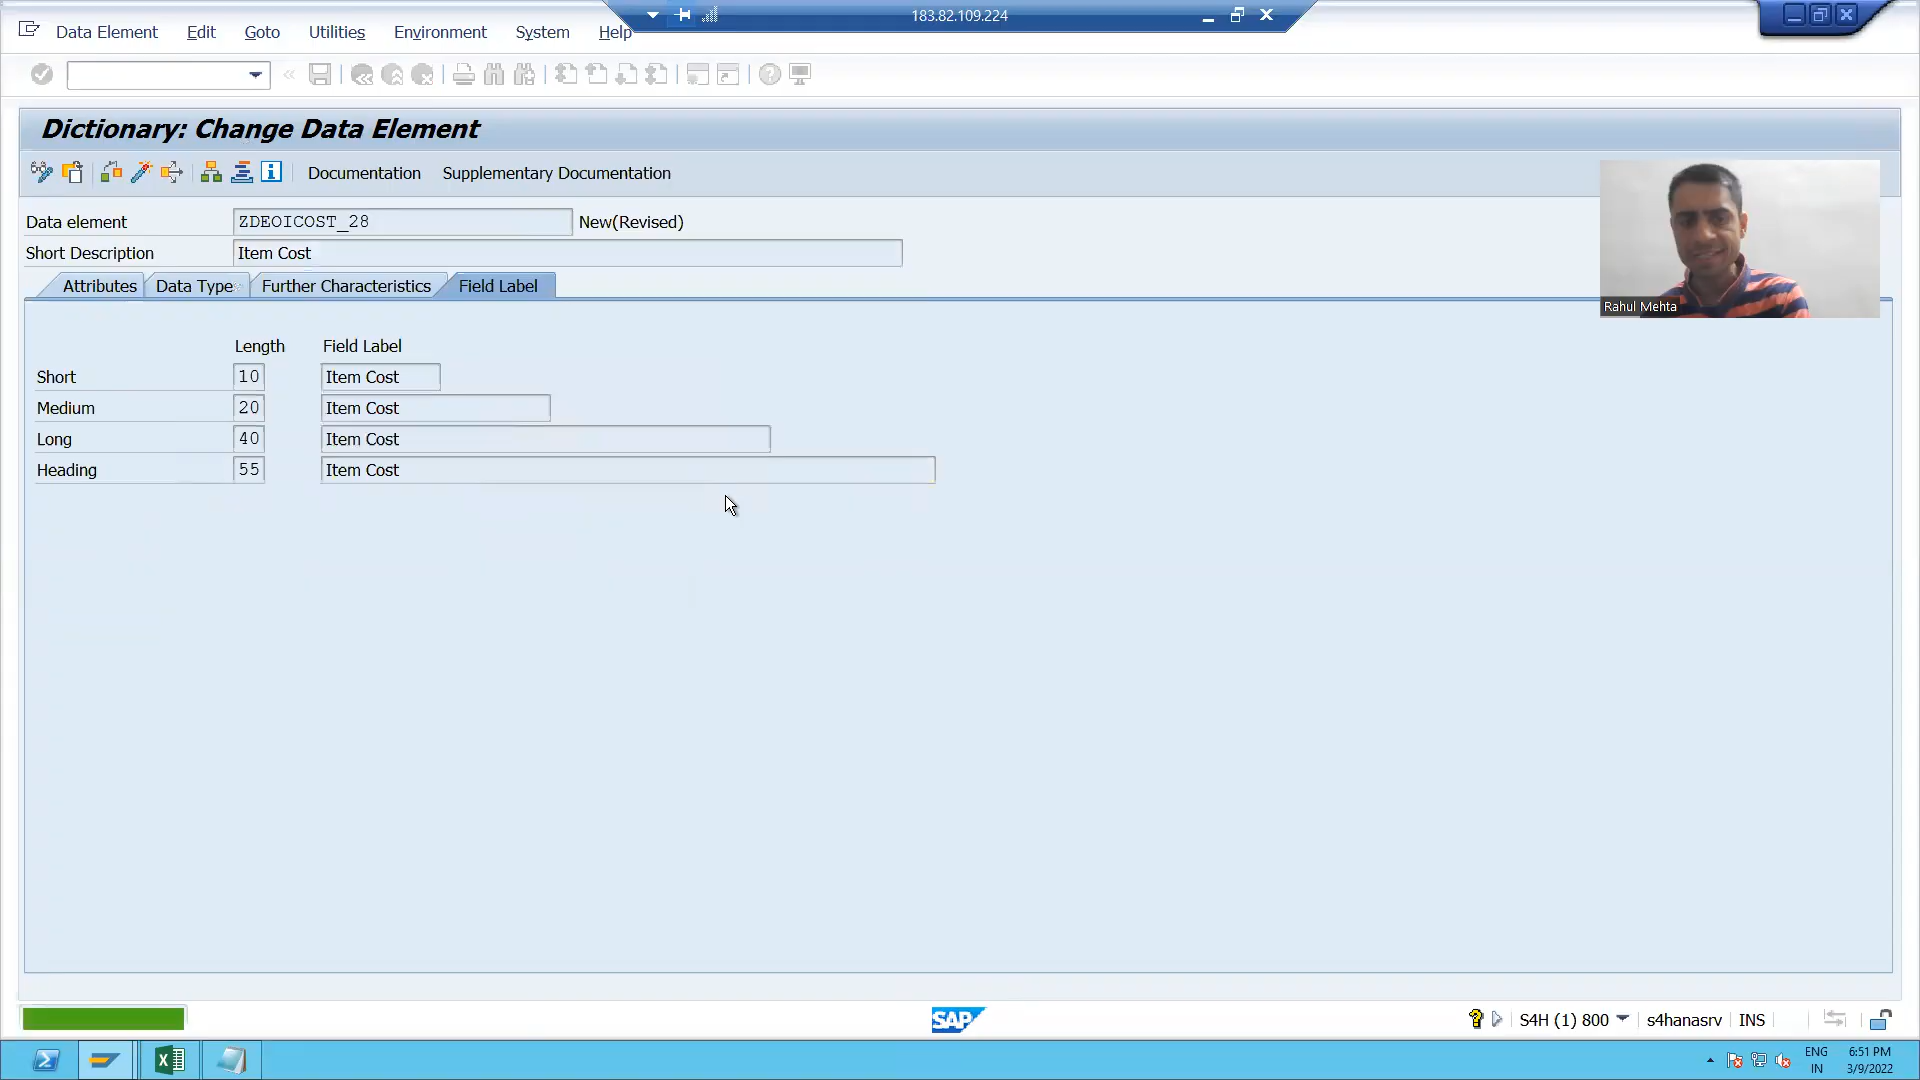 183.82.109.224
Data Element Edit Goto Utilities Environment System Help
Dictionary: Change Data Element
Documentation Supplementary Documentation
Data element ZDEOICOST_28 New(Revised)
Short Description Item Cost
Attributes Data Type Further Characteristics Field Label
Rahul Mehta
Length Field Label
Short 10 Item Cost
Medium 20 Item Cost
Long 40 Item Cost
Heading 55 Item Cost
SAP
S4H (1) 800 s4hanasrv INS
ENG 6:51 PM
IN 3/9/2022